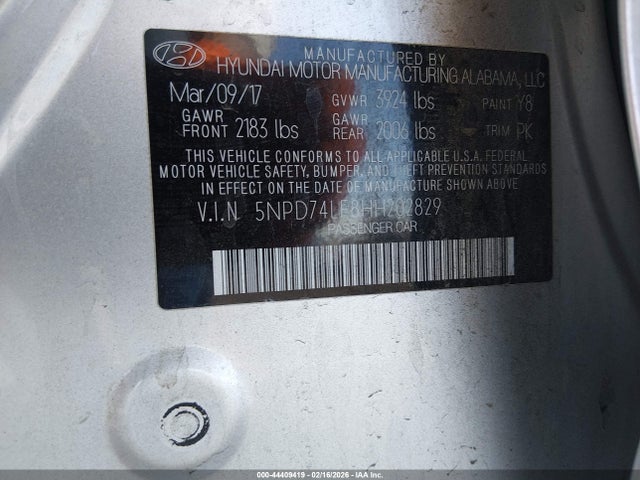 MANUFACTURED BY
HYUNDAI MOTOR MANUFACTURING ALABAMA, LLC
Mar/09/17 GVWR 3924 lbs PAINT Y8
GAWR FRONT 2183 lbs GAWR REAR 2006 lbs TRIM PK
THIS VEHICLE CONFORMS TO ALL APPLICABLE U.S.A. FEDERAL
MOTOR VEHICLE SAFETY, BUMPER, AND THEFT PREVENTION STANDARDS
IN EFFECT ON THE DATE OF MANUFACTURE SHOWN ABOVE.
V.I.N 5NPD74LF8HH202829
PASSENGER CAR
000-44409419 - 02/16/2026 - IAA Holdings, LLC